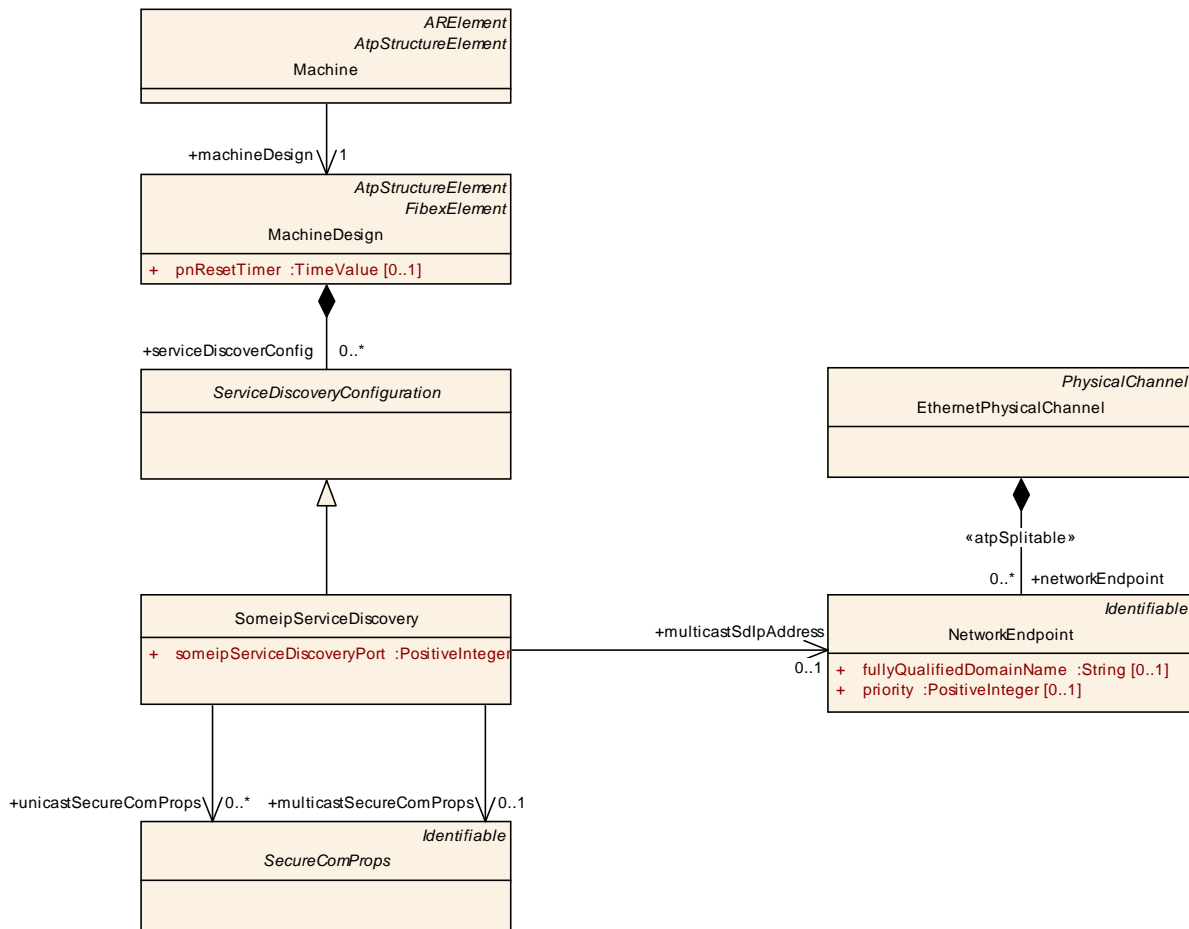 ARElement
AtpStructureElement
Machine
+machineDesign 1
AtpStructureElement
FibexElement
MachineDesign
+ pnResetTimer :TimeValue [0..1]
+serviceDiscoverConfig 0..*
ServiceDiscoveryConfiguration
PhysicalChannel
EthernetPhysicalChannel
«atpSplitable»
0..* +networkEndpoint
SomeipServiceDiscovery
+ someipServiceDiscoveryPort :PositiveInteger
+multicastSdIpAddress
0..1
Identifiable
NetworkEndpoint
+ fullyQualifiedDomainName :String [0..1]
+ priority :PositiveInteger [0..1]
+unicastSecureComProps 0..* +multicastSecureComProps 0..1
Identifiable
SecureComProps